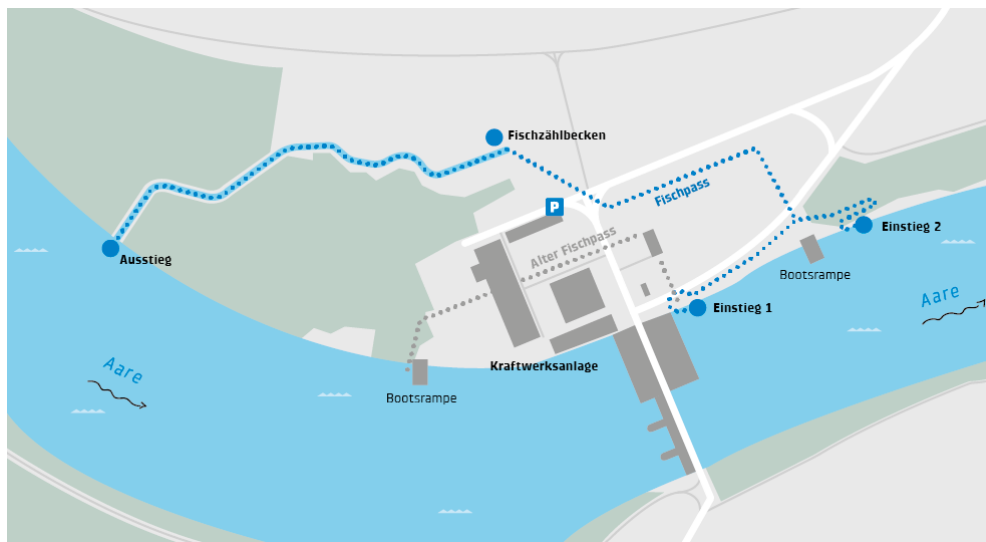 Fischzählbecken
P
Fischpass
Einstieg 2
Alter Fischpass
Ausstieg
Bootsrampe
Aare
Einstieg 1
Kraftwerksanlage
Aare
Bootsrampe